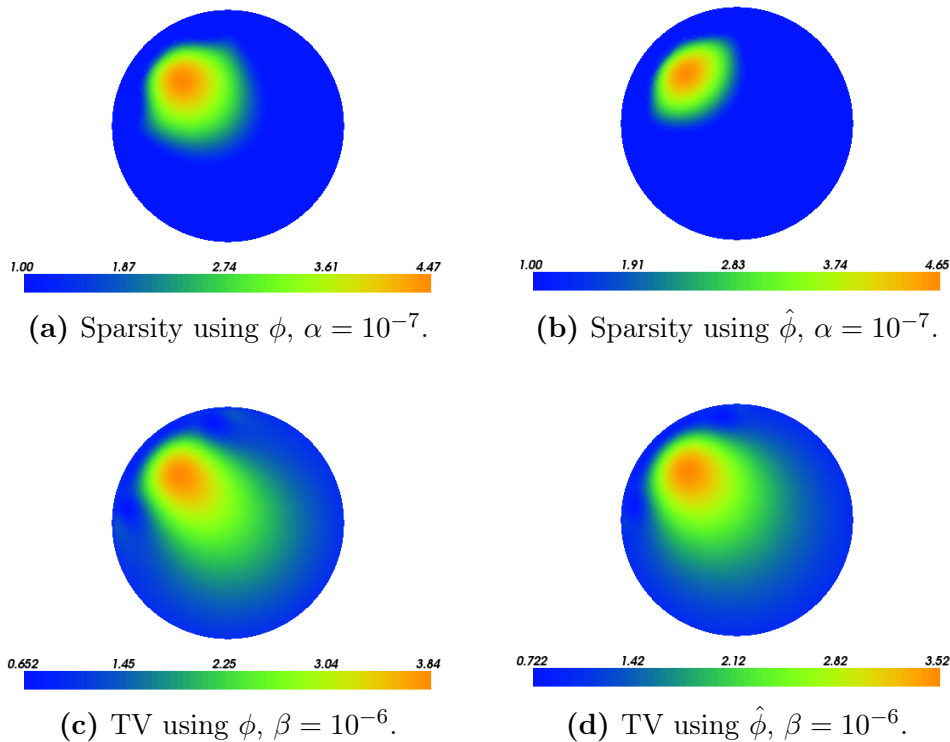 1.00 1.87 2.74 3.61 4.47
1.00 1.91 2.83 3.74 4.65
(a) Sparsity using ϕ, α = 10⁻⁷.
(b) Sparsity using ϕ̂, α = 10⁻⁷.
0.652 1.45 2.25 3.04 3.84
0.722 1.42 2.12 2.82 3.52
(c) TV using ϕ, β = 10⁻⁶.
(d) TV using ϕ̂, β = 10⁻⁶.